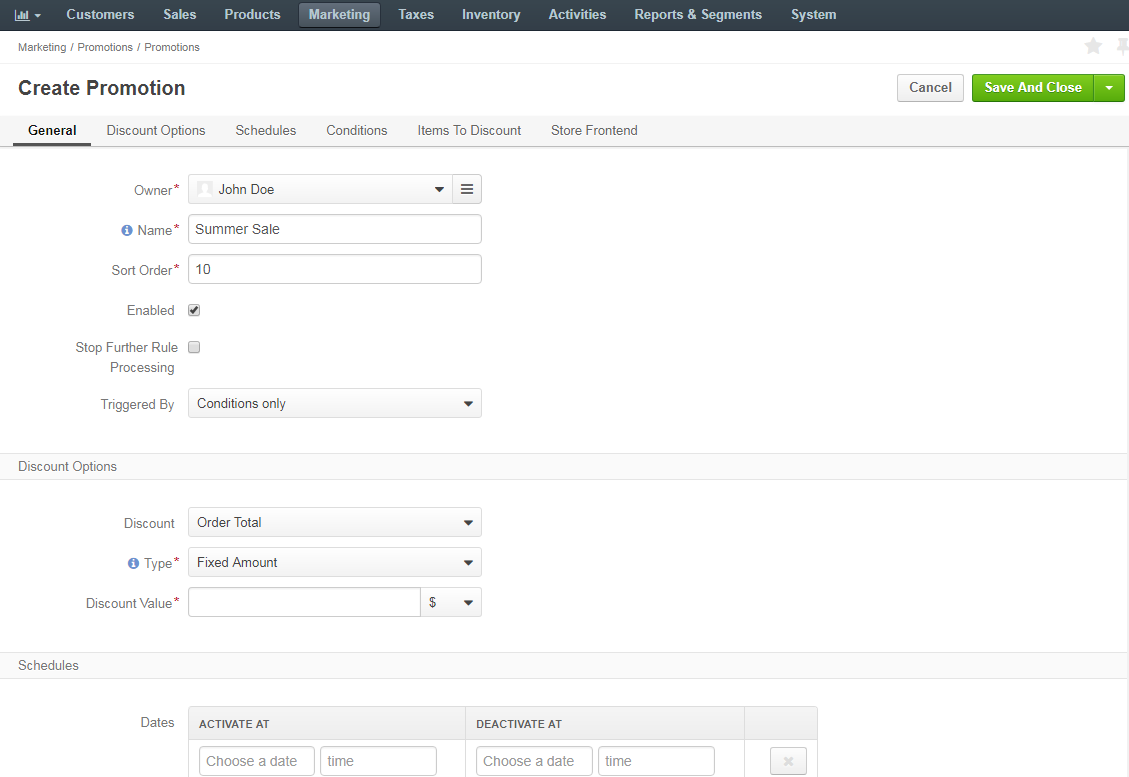 Customers Sales Products Marketing Taxes Inventory Activities Reports & Segments System
Marketing / Promotions / Promotions
Create Promotion Cancel Save And Close
General Discount Options Schedules Conditions Items To Discount Store Frontend
Owner* John Doe
Name* Summer Sale
Sort Order* 10
Enabled
Stop Further Rule
Processing
Triggered By Conditions only
Discount Options
Discount Order Total
Type* Fixed Amount
Discount Value* $
Schedules
Dates ACTIVATE AT DEACTIVATE AT
Choose a date time Choose a date time